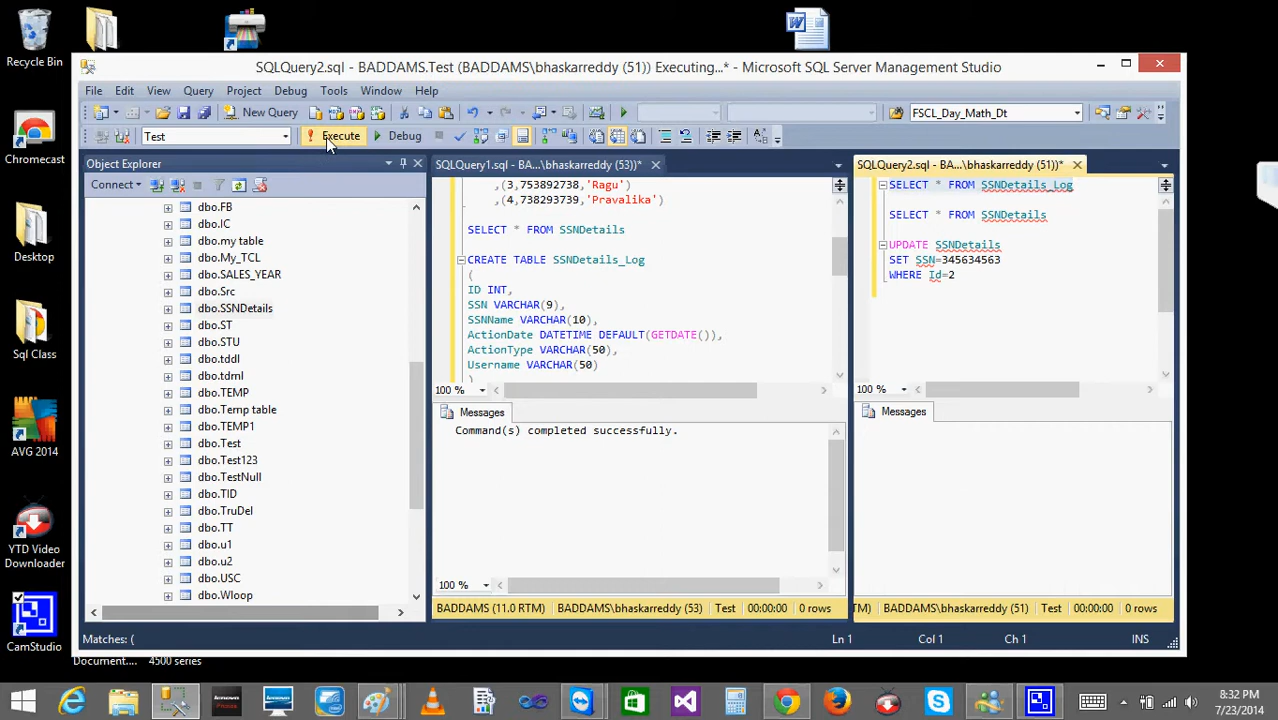 Recycle Bin
SQLQuery2.sql - BADDAMS.Test (BADDAMS\bhaskarreddy (51)) Executing...* - Microsoft SQL Server Management Studio
File Edit View Query Project Debug Tools Window Help
New Query
FSCL_Day_Math_Dt
Test
Execute
Debug
Chromecast
Desktop
Sql Class
AVG 2014
YTD Video Downloader
CamStudio
Object Explorer
Connect
dbo.FB
dbo.IC
dbo.my table
dbo.My_TCL
dbo.SALES_YEAR
dbo.Src
dbo.SSNDetails
dbo.ST
dbo.STU
dbo.tddl
dbo.tdml
dbo.TEMP
dbo.Temp table
dbo.TEMP1
dbo.Test
dbo.Test123
dbo.TestNull
dbo.TID
dbo.TruDel
dbo.TT
dbo.u1
dbo.u2
dbo.USC
dbo.Wloop
SQLQuery1.sql - BA...\bhaskarreddy (53))*
,(3,753892738,'Ragu')
,(4,738293739,'Pravalika')
SELECT * FROM SSNDetails
CREATE TABLE SSNDetails_Log
(
ID INT,
SSN VARCHAR(9),
SSNName VARCHAR(10),
ActionDate DATETIME DEFAULT(GETDATE()),
ActionType VARCHAR(50),
Username VARCHAR(50)
100 %
Messages
Command(s) completed successfully.
100 %
BADDAMS (11.0 RTM) BADDAMS\bhaskarreddy (53) Test 00:00:00 0 rows
SQLQuery2.sql - BA...\bhaskarreddy (51))*
SELECT * FROM SSNDetails_Log
SELECT * FROM SSNDetails
UPDATE SSNDetails
SET SSN=345634563
WHERE Id=2
100 %
Messages
TM) BADDAMS\bhaskarreddy (51) Test 00:00:00 0 rows
Matches: (
Ln 1 Col 1 Ch 1 INS
Document.... 4500 series
8:32 PM
7/23/2014